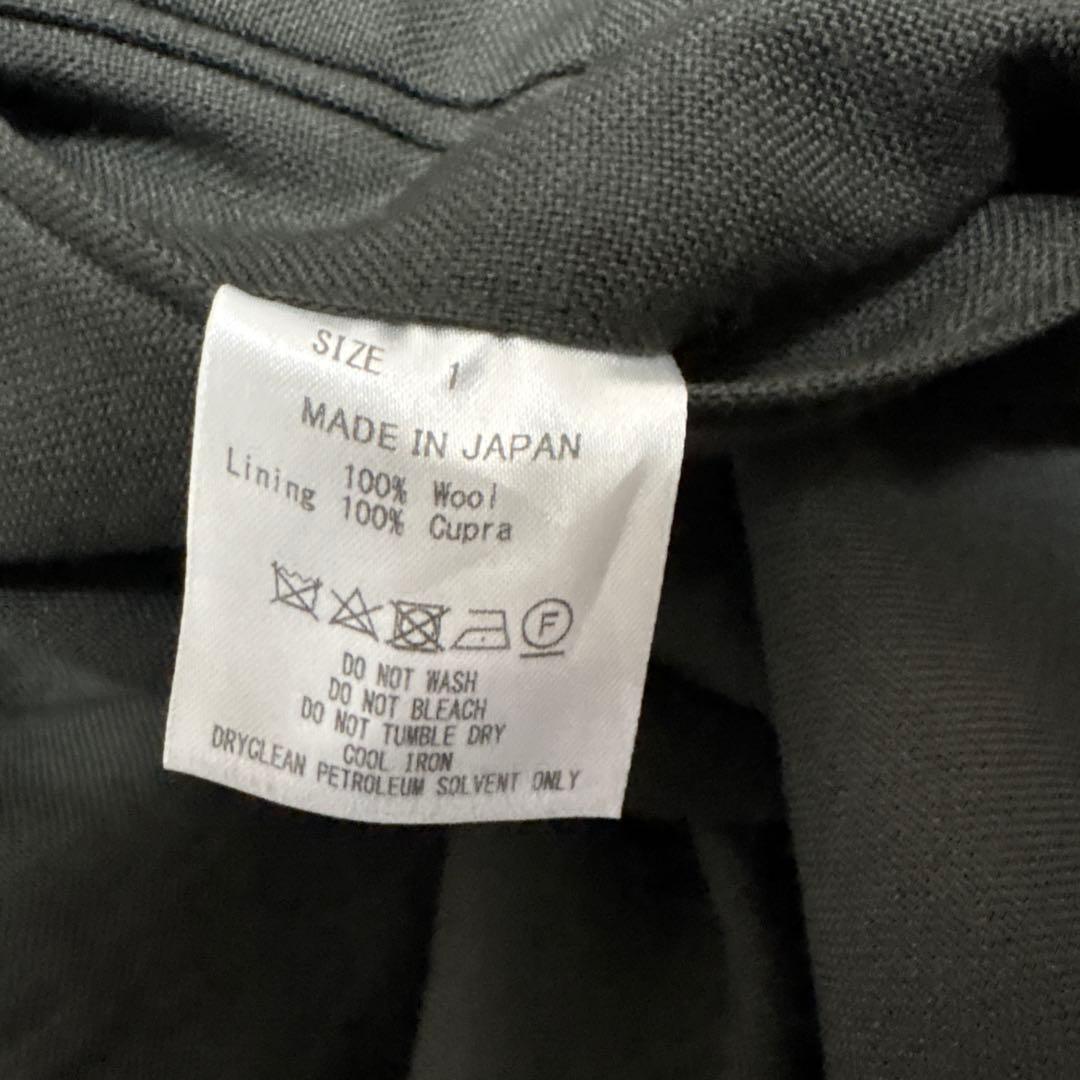 SIZE 1
MADE IN JAPAN
100% Wool
Lining 100% Cupra
F
DO NOT WASH
DO NOT BLEACH
DO NOT TUMBLE DRY
COOL IRON
DRYCLEAN PETROLEUM SOLVENT ONLY